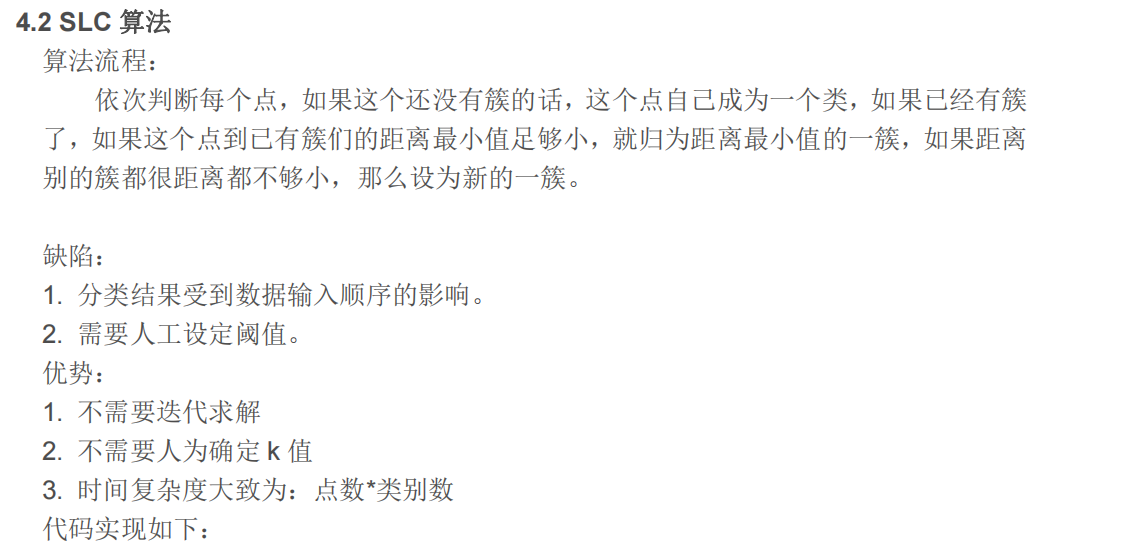 4.2 SLC 算法
算法流程：
依次判断每个点，如果这个还没有簇的话，这个点自己成为一个类，如果已经有簇
了，如果这个点到已有簇们的距离最小值足够小，就归为距离最小值的一簇，如果距离
别的簇都很距离都不够小，那么设为新的一簇。
缺陷：
1. 分类结果受到数据输入顺序的影响。
2. 需要人工设定阈值。
优势：
1. 不需要迭代求解
2. 不需要人为确定 k 值
3. 时间复杂度大致为：点数*类别数
代码实现如下：